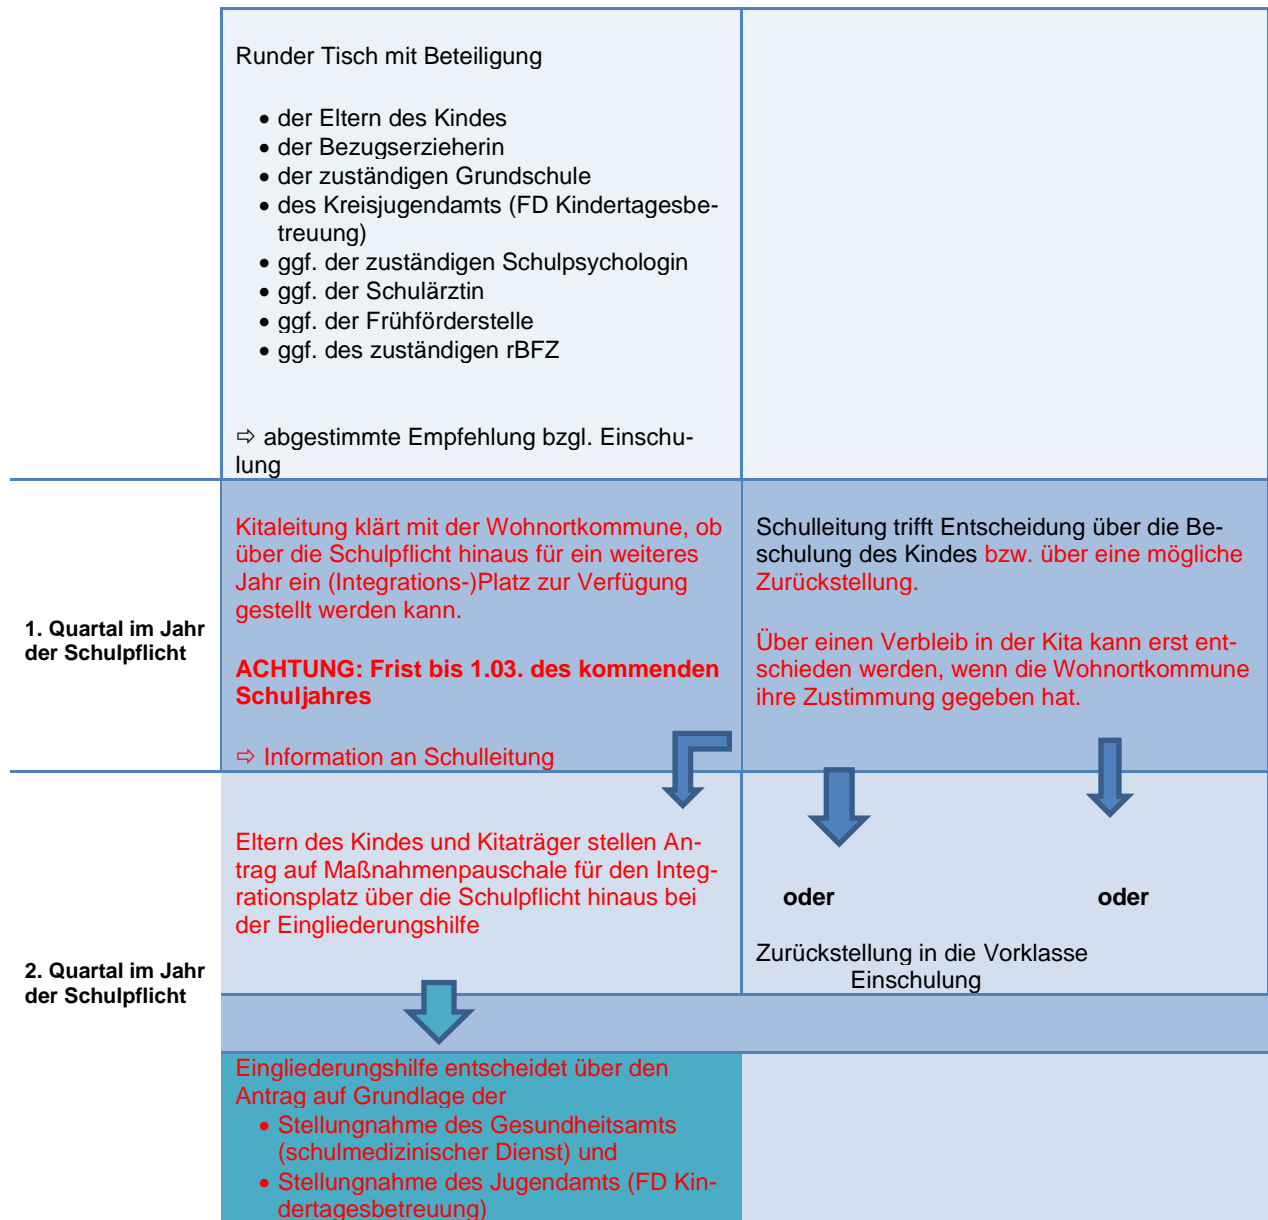 Runder Tisch mit Beteiligung
• der Eltern des Kindes
• der Bezugserzieherin
• der zuständigen Grundschule
• des Kreisjugendamts (FD Kindertagesbe-
treuung)
• ggf. der zuständigen Schulpsychologin
• ggf. der Schulärztin
• ggf. der Frühförderstelle
• ggf. des zuständigen rBFZ
⇨ abgestimmte Empfehlung bzgl. Einschu-
lung
1. Quartal im Jahr
der Schulpflicht
Kitaleitung klärt mit der Wohnortkommune, ob
über die Schulpflicht hinaus für ein weiteres
Jahr ein (Integrations-)Platz zur Verfügung
gestellt werden kann.
ACHTUNG: Frist bis 1.03. des kommenden
Schuljahres
⇨ Information an Schulleitung
Schulleitung trifft Entscheidung über die Be-
schulung des Kindes bzw. über eine mögliche
Zurückstellung.
Über einen Verbleib in der Kita kann erst ent-
schieden werden, wenn die Wohnortkommune
ihre Zustimmung gegeben hat.
2. Quartal im Jahr
der Schulpflicht
Eltern des Kindes und Kitaträger stellen An-
trag auf Maßnahmenpauschale für den Integ-
rationsplatz über die Schulpflicht hinaus bei
der Eingliederungshilfe
oder oder
Zurückstellung in die Vorklasse
Einschulung
Eingliederungshilfe entscheidet über den
Antrag auf Grundlage der
• Stellungnahme des Gesundheitsamts
(schulmedizinischer Dienst) und
• Stellungnahme des Jugendamts (FD Kin-
dertagesbetreuung)